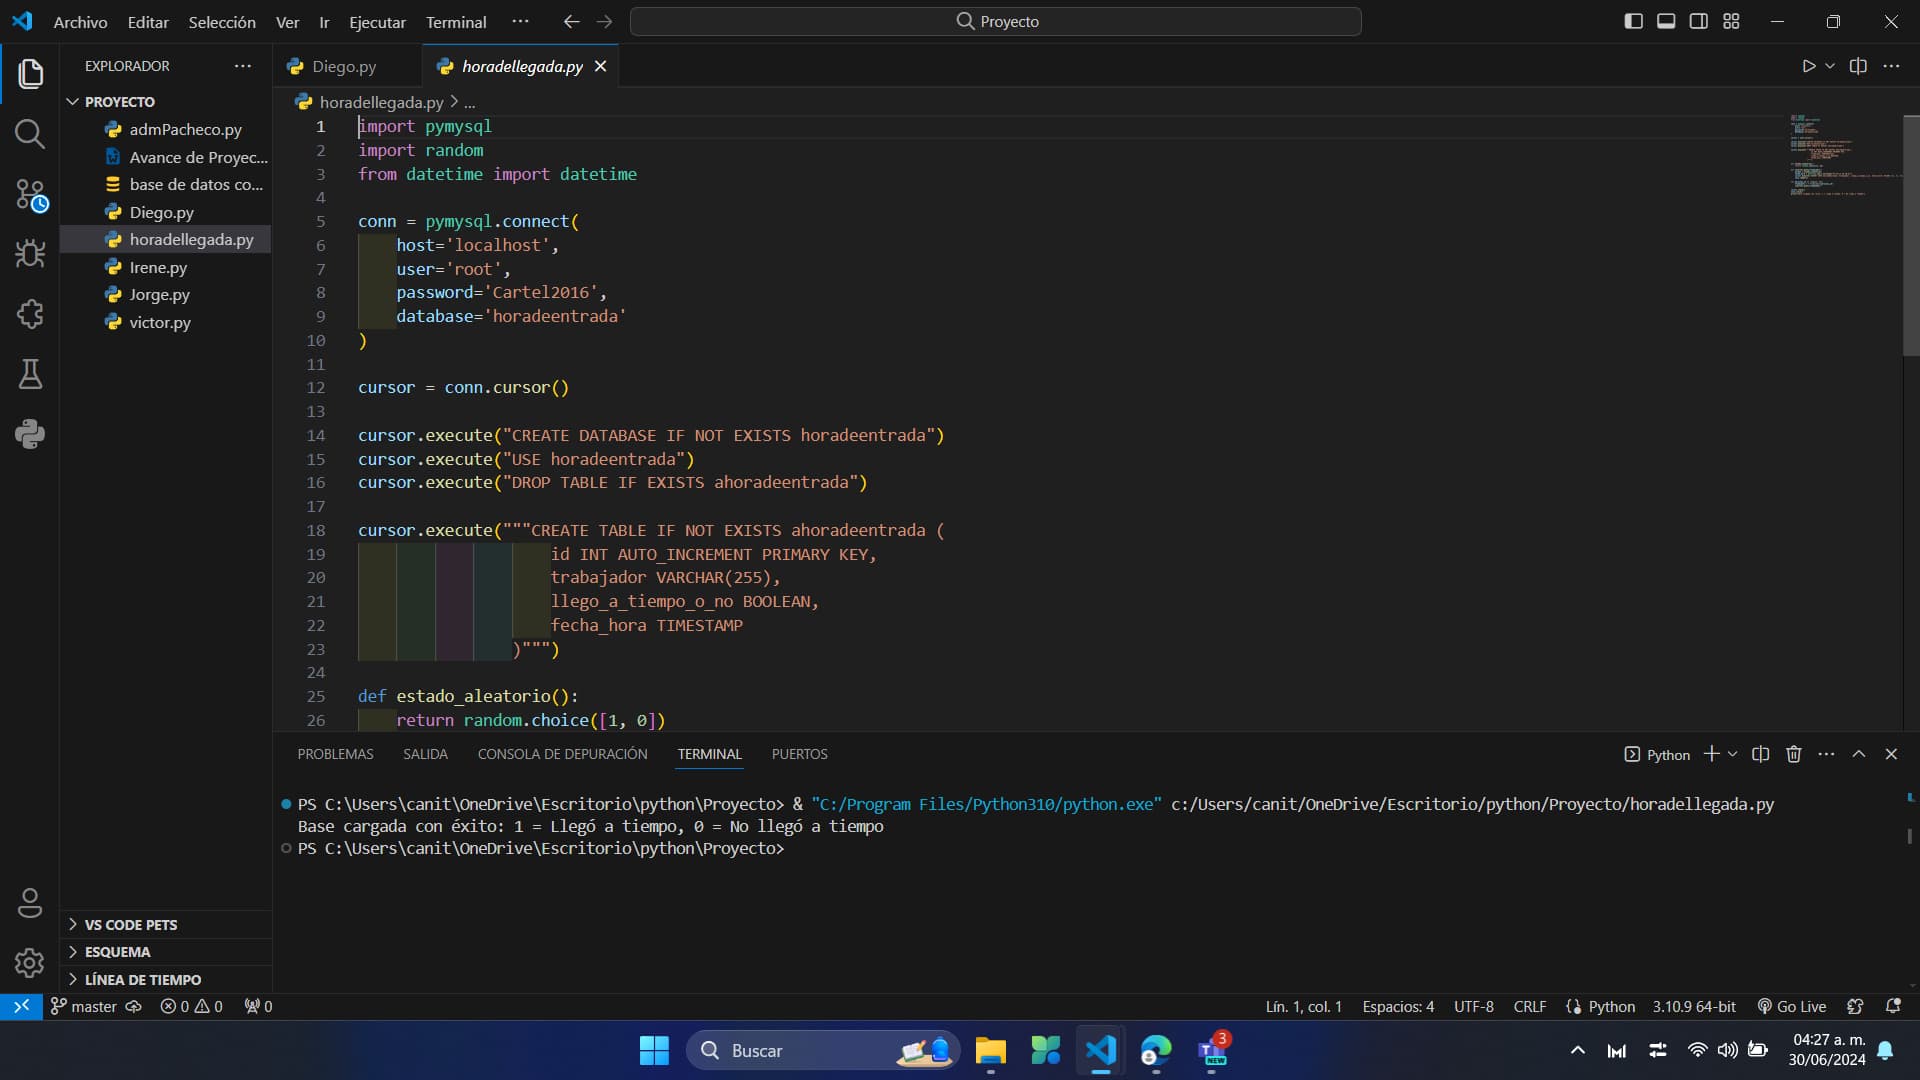 Archivo Editar Selección Ver Ir Ejecutar Terminal ··· Proyecto
EXPLORADOR ···
PROYECTO
admPacheco.py
Avance de Proyec...
base de datos co...
Diego.py
horadellegada.py
Irene.py
Jorge.py
victor.py
VS CODE PETS
ESQUEMA
LÍNEA DE TIEMPO
Diego.py horadellegada.py
horadellegada.py > ...
1 import pymysql
2 import random
3 from datetime import datetime
4
5 conn = pymysql.connect(
6 host='localhost',
7 user='root',
8 password='Cartel2016',
9 database='horadeentrada'
10 )
11
12 cursor = conn.cursor()
13
14 cursor.execute("CREATE DATABASE IF NOT EXISTS horadeentrada")
15 cursor.execute("USE horadeentrada")
16 cursor.execute("DROP TABLE IF EXISTS ahoradeentrada")
17
18 cursor.execute("""CREATE TABLE IF NOT EXISTS ahoradeentrada (
19 id INT AUTO_INCREMENT PRIMARY KEY,
20 trabajador VARCHAR(255),
21 llego_a_tiempo_o_no BOOLEAN,
22 fecha_hora TIMESTAMP
23 )""")
24
25 def estado_aleatorio():
26 return random.choice([1, 0])
PROBLEMAS SALIDA CONSOLA DE DEPURACIÓN TERMINAL PUERTOS Python
PS C:\Users\canit\OneDrive\Escritorio\python\Proyecto> & "C:/Program Files/Python310/python.exe" c:/Users/canit/OneDrive/Escritorio/python/Proyecto/horadellegada.py
Base cargada con éxito: 1 = Llegó a tiempo, 0 = No llegó a tiempo
PS C:\Users\canit\OneDrive\Escritorio\python\Proyecto>
master 0 0 0 Lín. 1, col. 1 Espacios: 4 UTF-8 CRLF Python 3.10.9 64-bit Go Live
Buscar 3 NEW 04:27 a. m.
30/06/2024